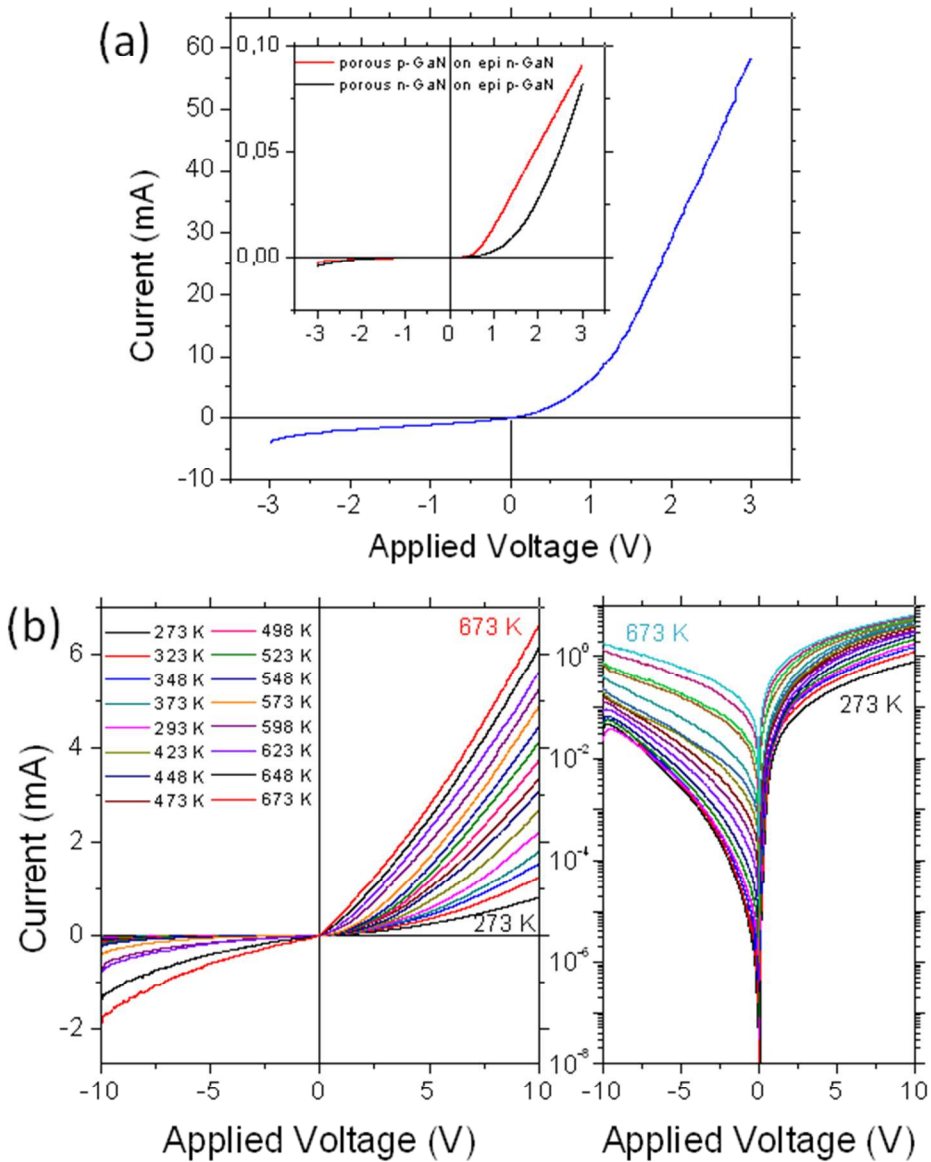 (a)
60
50
40
30
20
10
0
-10
Current (mA)
-3 -2 -1 0 1 2 3
Applied Voltage (V)
0,10
0,05
0,00
porous p-GaN on epi n-GaN
porous n-GaN on epi p-GaN
-3 -2 -1 0 1 2 3
(b)
6
4
2
0
-2
Current (mA)
273 K 498 K
323 K 523 K
348 K 548 K
373 K 573 K
293 K 598 K
423 K 623 K
448 K 648 K
473 K 673 K
673 K
273 K
-10 -5 0 5 10
Applied Voltage (V)
673 K
273 K
10⁰
10⁻²
10⁻⁴
10⁻⁶
10⁻⁸
-10 -5 0 5 10
Applied Voltage (V)